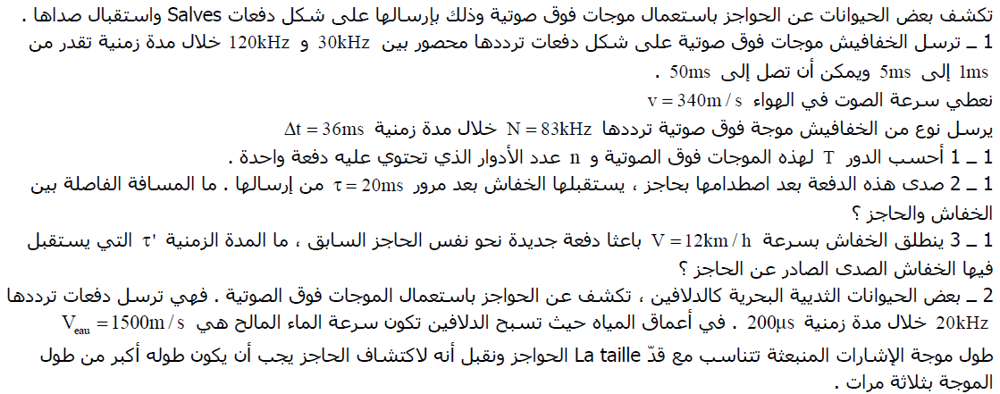 تكشف بعض الحيوانات عن الحواجز باستعمال موجات فوق صوتية وذلك بإرسالها على شكل دفعات Salves واستقبال صداها .
1 ــ ترسل الخفافيش موجات فوق صوتية على شكل دفعات ترددها محصور بين 30kHz و 120kHz خلال مدة زمنية تقدر من
1ms إلى 5ms ويمكن أن تصل إلى 50ms .
نعطي سرعة الصوت في الهواء v = 340m / s
يرسل نوع من الخفافيش موجة فوق صوتية ترددها N = 83kHz خلال مدة زمنية Δt = 36ms
1 ــ 1 أحسب الدور T لهذه الموجات فوق الصوتية و n عدد الأدوار الذي تحتوي عليه دفعة واحدة .
1 ــ 2 صدى هذه الدفعة بعد اصطدامها بحاجز ، يستقبلها الخفاش بعد مرور τ = 20ms من إرسالها . ما المسافة الفاصلة بين
الخفاش والحاجز ؟
1 ــ 3 ينطلق الخفاش بسرعة V = 12km / h باعثا دفعة جديدة نحو نفس الحاجز السابق ، ما المدة الزمنية τ' التي يستقبل
فيها الخفاش الصدى الصادر عن الحاجز ؟
2 ــ بعض الحيوانات الثديية البحرية كالدلافين ، تكشف عن الحواجز باستعمال الموجات فوق الصوتية . فهي ترسل دفعات ترددها
20kHz خلال مدة زمنية 200μs . في أعماق المياه حيث تسبح الدلافين تكون سرعة الماء المالح هي V_eau = 1500m / s
طول موجة الإشارات المنبعثة تتناسب مع قدّ La taille الحواجز ونقبل أنه لاكتشاف الحاجز يجب أن يكون طوله أكبر من طول
الموجة بثلاثة مرات .